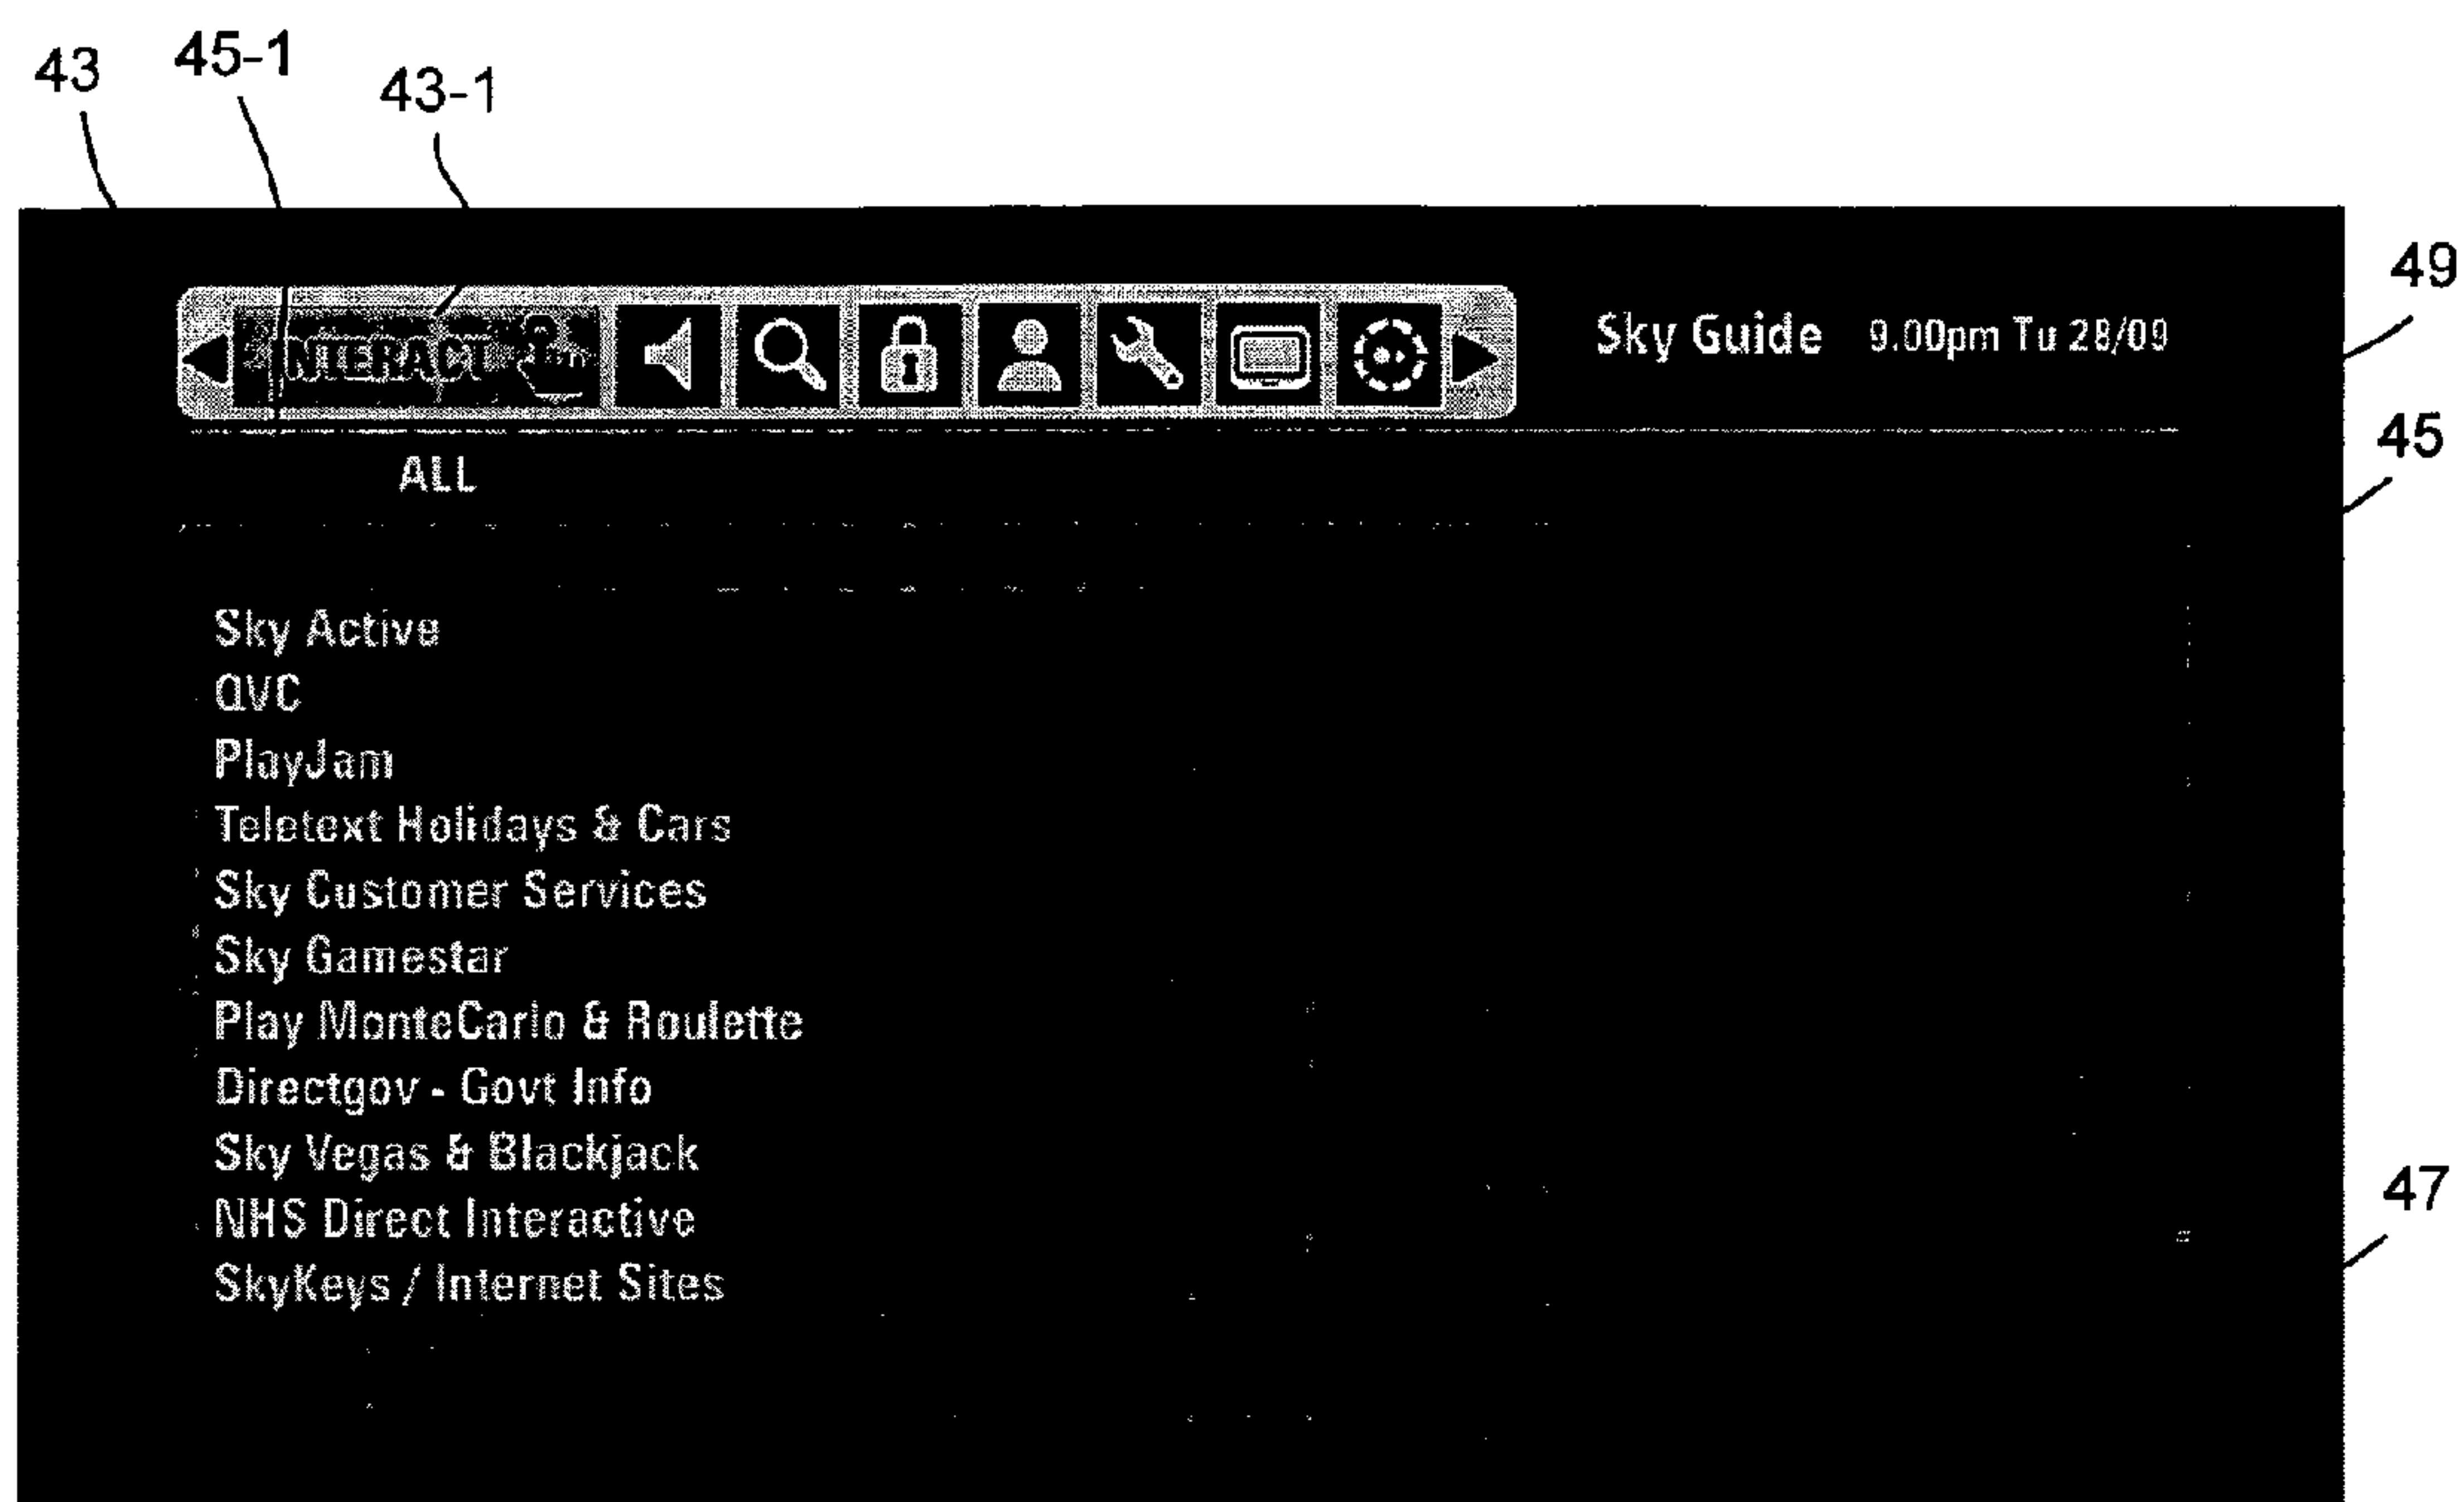 43 45-1 43-1
49
INTERACT Sky Guide 9.00pm Tu 28/09
45
ALL
Sky Active
QVC
PlayJam
Teletext Holidays & Cars
Sky Customer Services
Sky Gamestar
Play MonteCarlo & Roulette
Directgov - Govt Info
Sky Vegas & Blackjack
47
NHS Direct Interactive
SkyKeys / Internet Sites